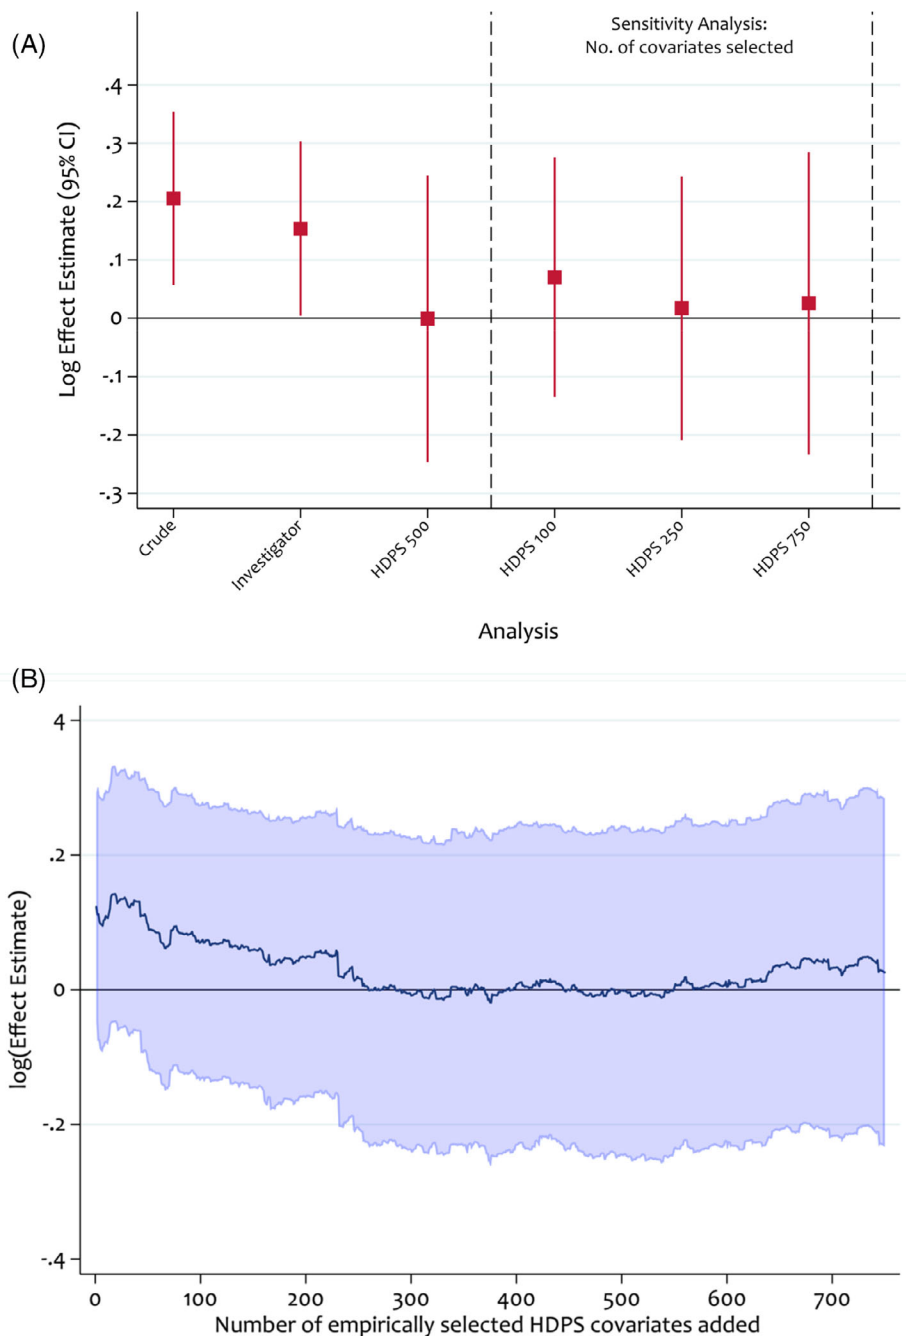 (A)
Sensitivity Analysis:
No. of covariates selected
Log Effect Estimate (95% CI)
.4
.3
.2
.1
0
-.1
-.2
-.3
Crude
Investigator
HDPS 500
HDPS 100
HDPS 250
HDPS 750
Analysis
(B)
log(Effect Estimate)
4
.2
0
-.2
-.4
0 100 200 300 400 500 600 700
Number of empirically selected HDPS covariates added